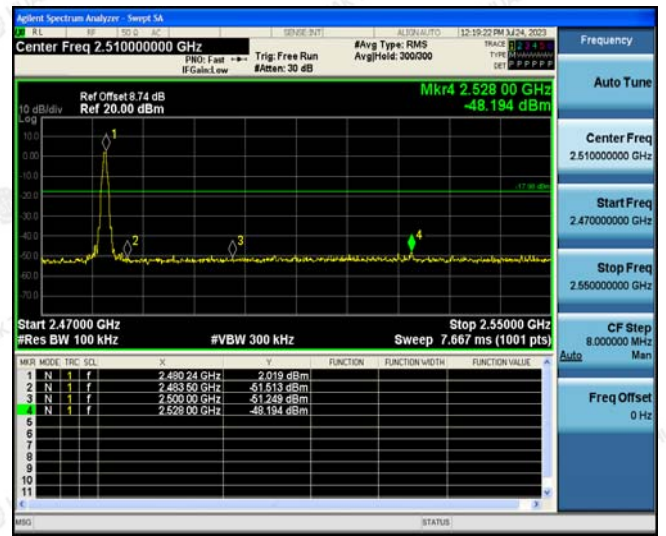 Agilent Spectrum Analyzer - Swept SA
RL RF 50 Ω AC SENSE:INT ALIGNAUTO 12:19:22 PM Jul 24, 2023
Center Freq 2.510000000 GHz #Avg Type: RMS TRACE 1 2 3 4 5 6
PNO: Fast Trig: Free Run Avg|Hold: 300/300 TYPE
IFGain:Low #Atten: 30 dB DET P P P P P P
Mkr4 2.528 00 GHz
Ref Offset 8.74 dB
10 dB/div Ref 20.00 dBm -48.194 dBm
Log
10.0
0.00
-10.0
-20.0
-30.0
-40.0
-50.0
-60.0
-70.0
1
2
3
4
Start 2.47000 GHz Stop 2.55000 GHz
#Res BW 100 kHz #VBW 300 kHz Sweep 7.667 ms (1001 pts)
MKR MODE TRC SCL X Y FUNCTION FUNCTION WIDTH FUNCTION VALUE
1 N 1 f 2.480 24 GHz 2.019 dBm
2 N 1 f 2.483 50 GHz -51.513 dBm
3 N 1 f 2.500 00 GHz -51.249 dBm
4 N 1 f 2.528 00 GHz -48.194 dBm
5
6
7
8
9
10
11
MSG STATUS
Frequency
Auto Tune
Center Freq
2.510000000 GHz
Start Freq
2.470000000 GHz
Stop Freq
2.550000000 GHz
CF Step
8.000000 MHz
Auto Man
Freq Offset
0 Hz